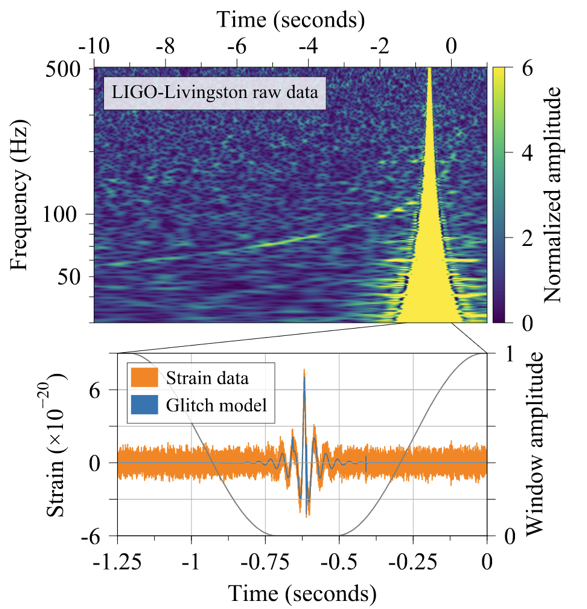 Time (seconds)
-10 -8 -6 -4 -2 0
500
100
50
Frequency (Hz)
LIGO-Livingston raw data
6
4
2
0
Normalized amplitude
6
3
0
-6
Strain (×10⁻²⁰)
Strain data
Glitch model
1
0
Window amplitude
-1.25 -1 -0.75 -0.5 -0.25 0
Time (seconds)